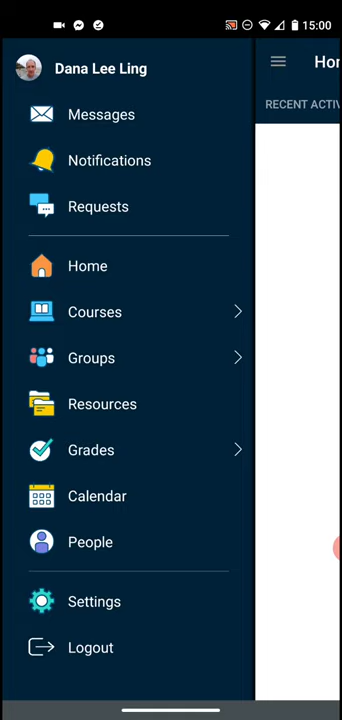 15:00
Dana Lee Ling
Hor
Messages
RECENT ACTIV
Notifications
Requests
Home
Courses
Groups
Resources
Grades
Calendar
People
Settings
Logout